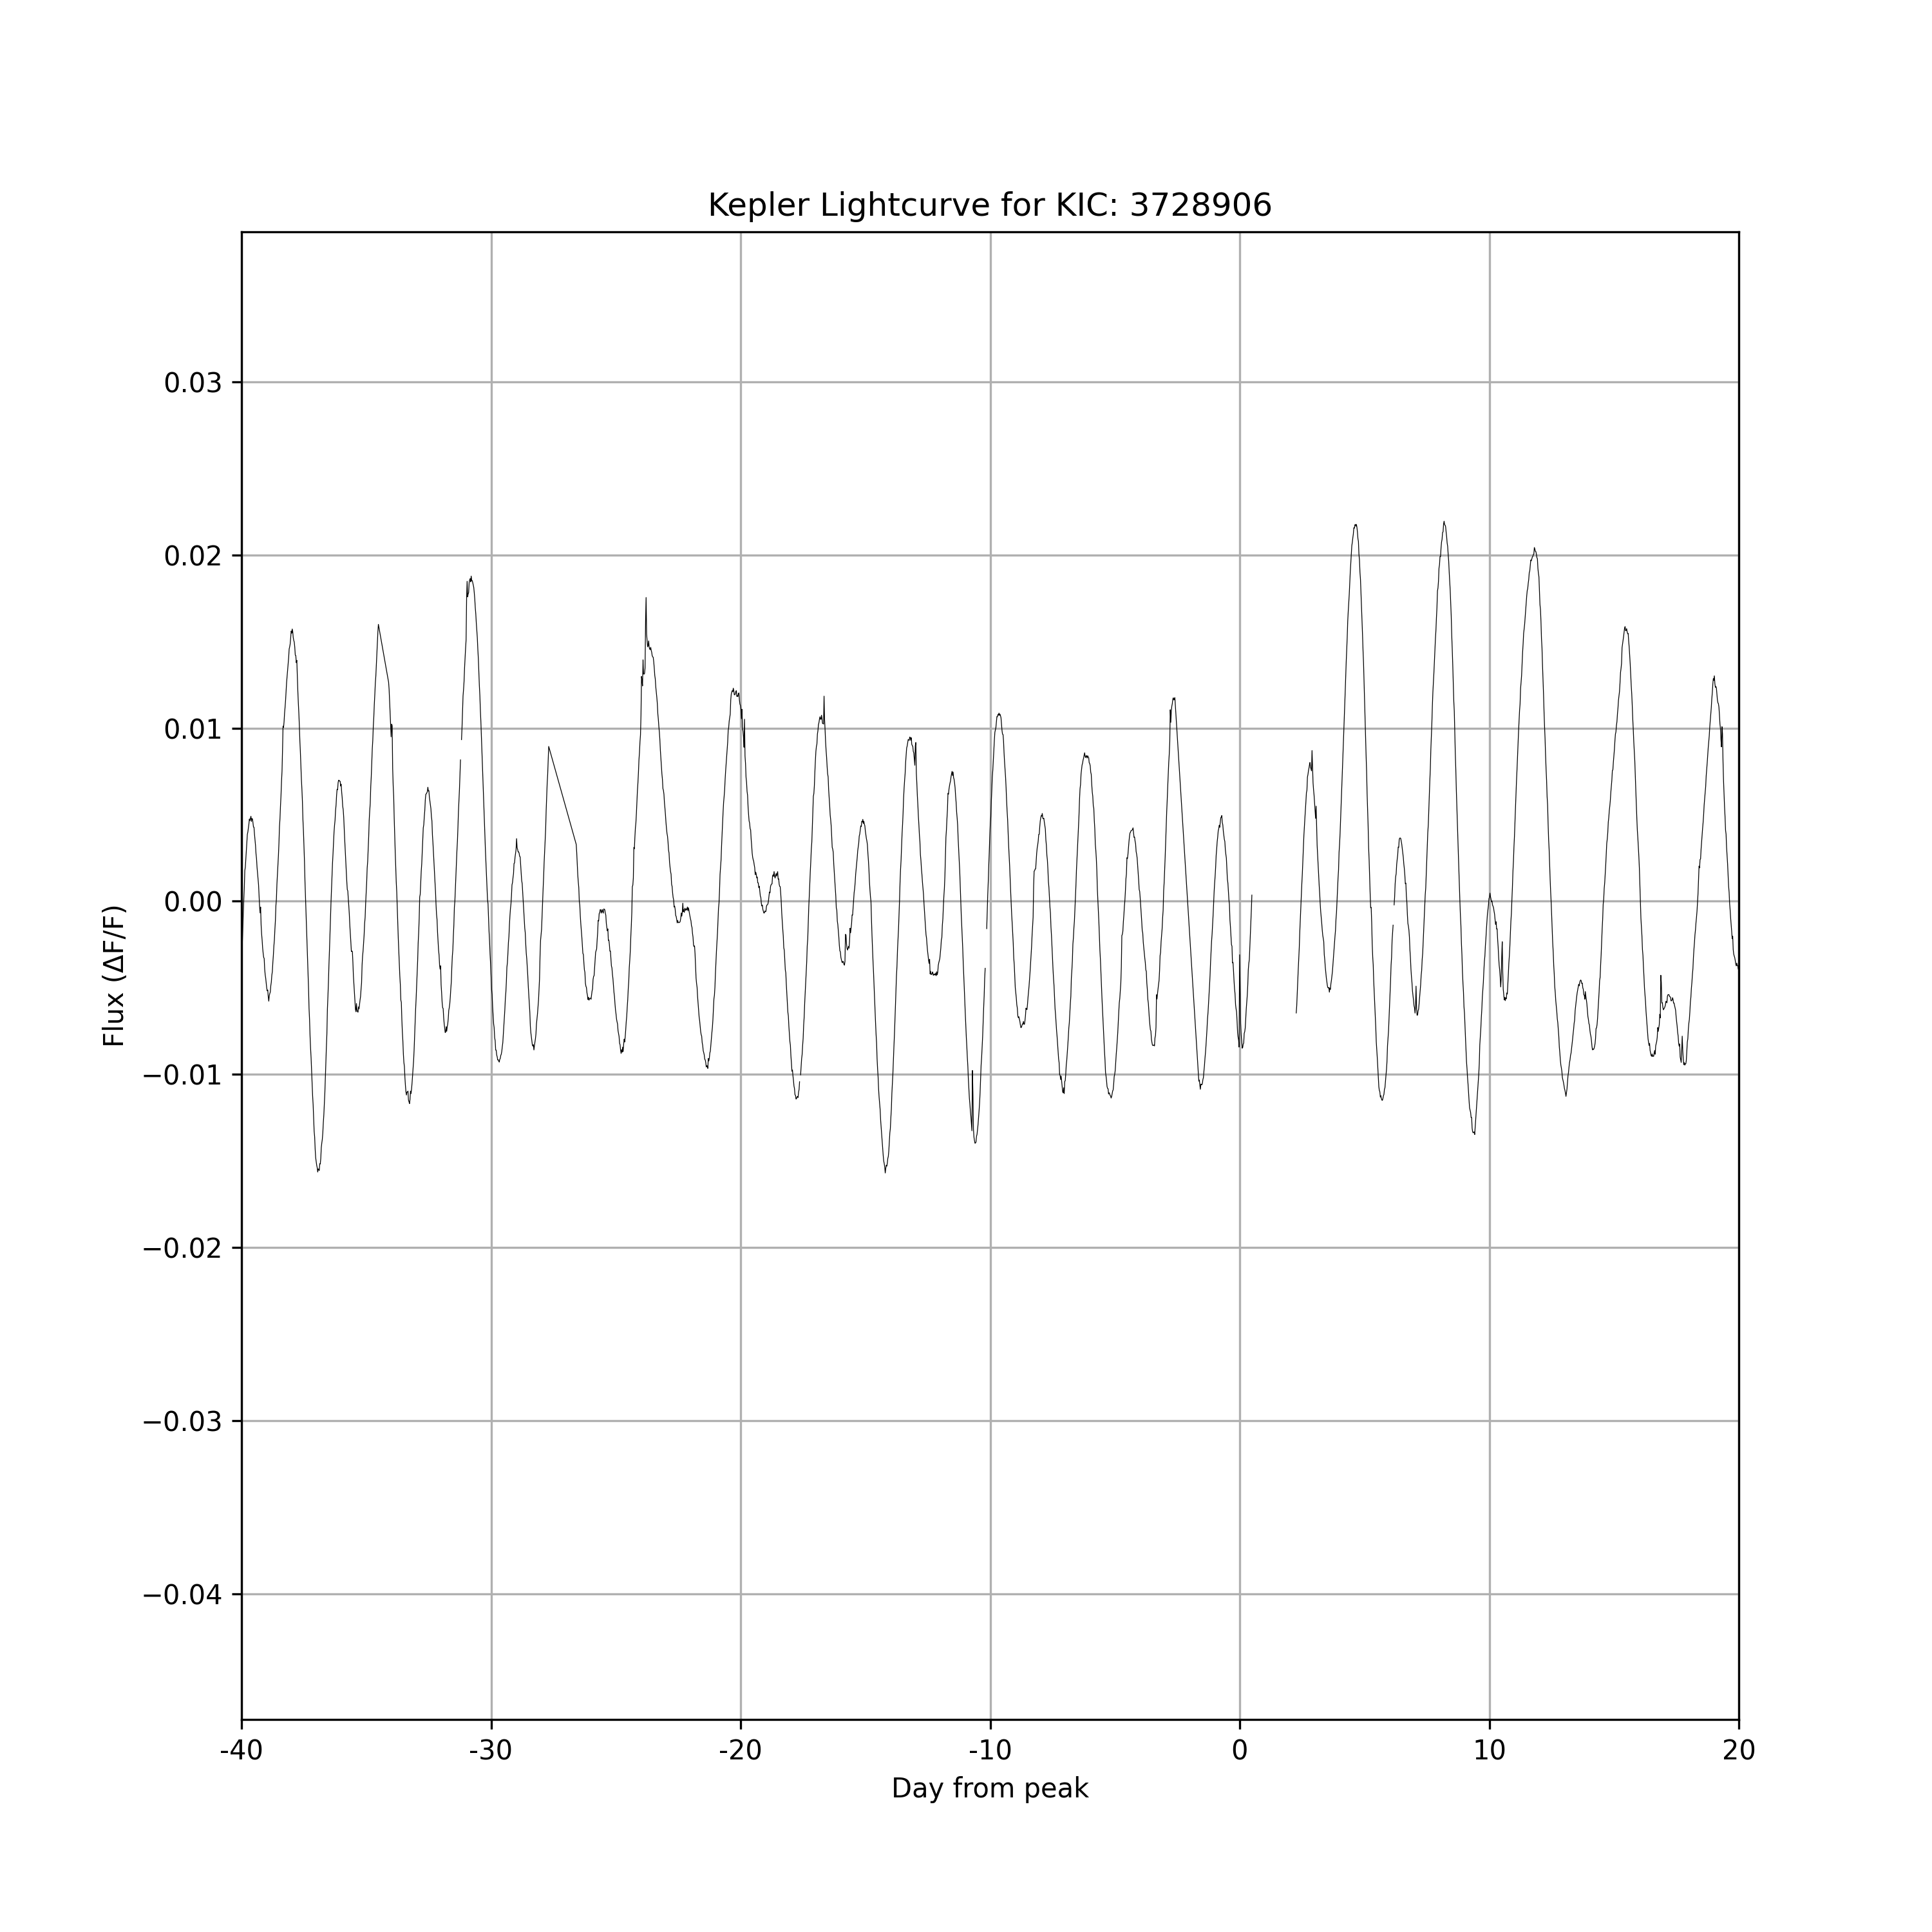 Kepler Lightcurve for KIC: 3728906
0.03
0.02
0.01
0.00
−0.01
−0.02
−0.03
−0.04
Flux (ΔF/F)
-40 -30 -20 -10 0 10 20
Day from peak